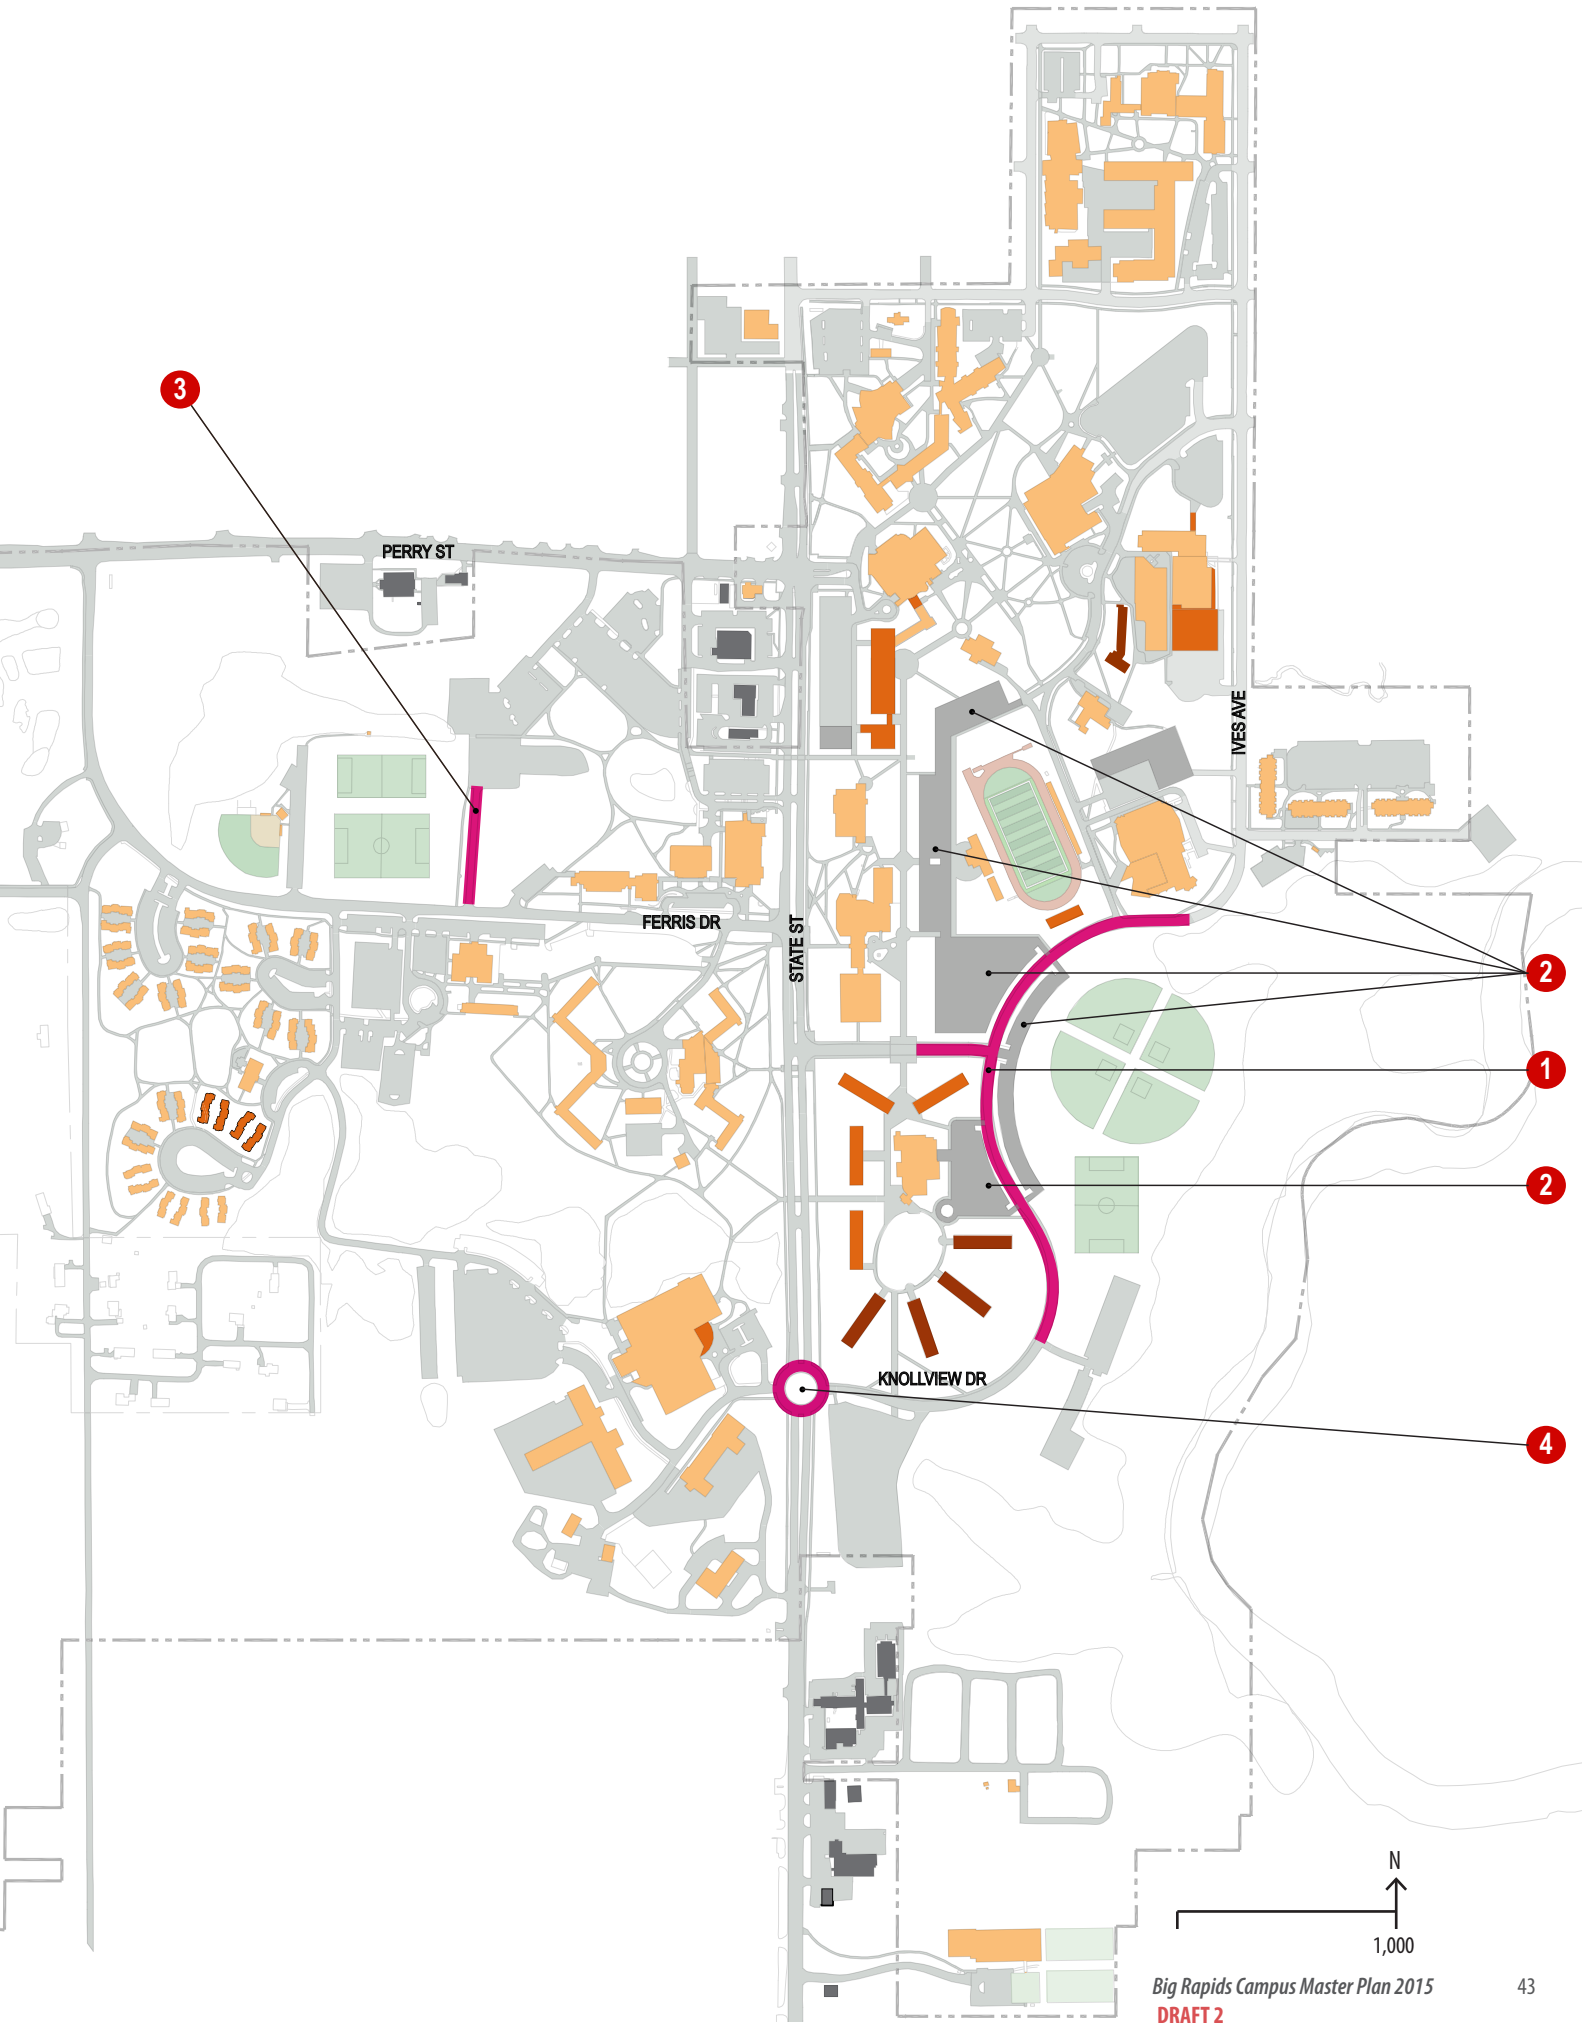 3
PERRY ST
IVES AVE
FERRIS DR
STATE ST
2
1
2
KNOLLVIEW DR
4
N
1,000
Big Rapids Campus Master Plan 2015 43
DRAFT 2